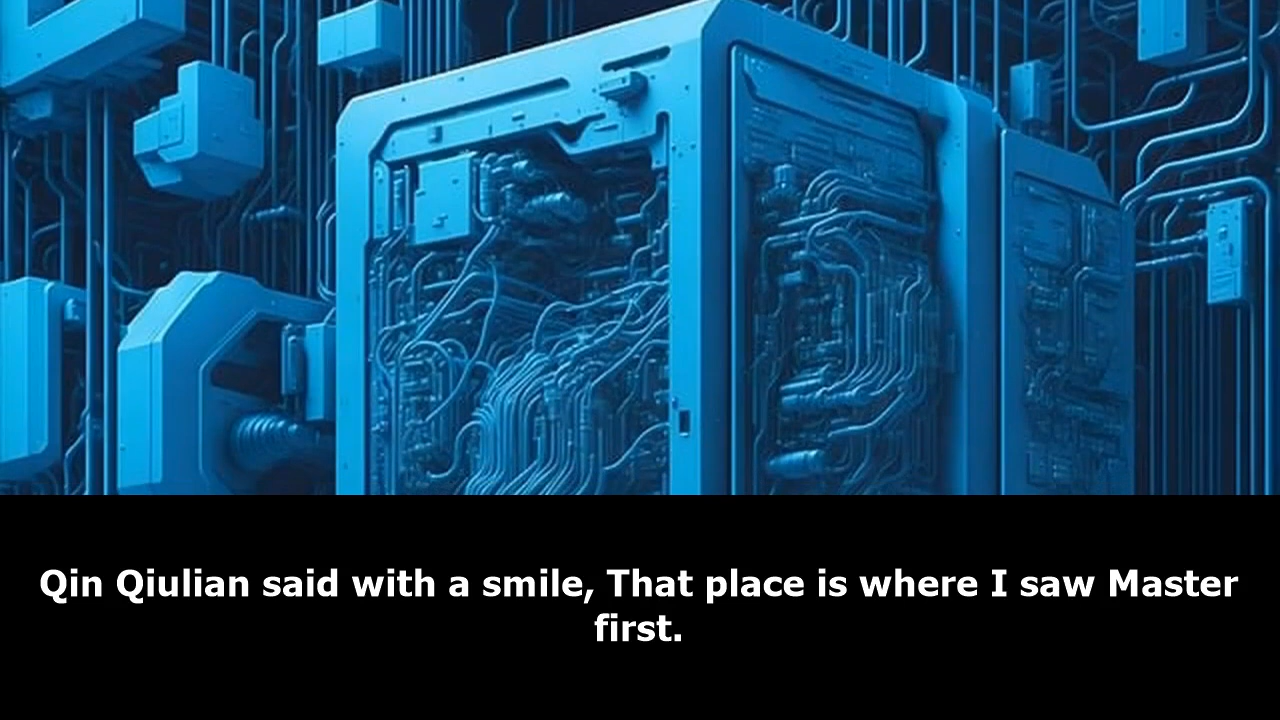 Qin Qiulian said with a smile, That place is where I saw Master
first.